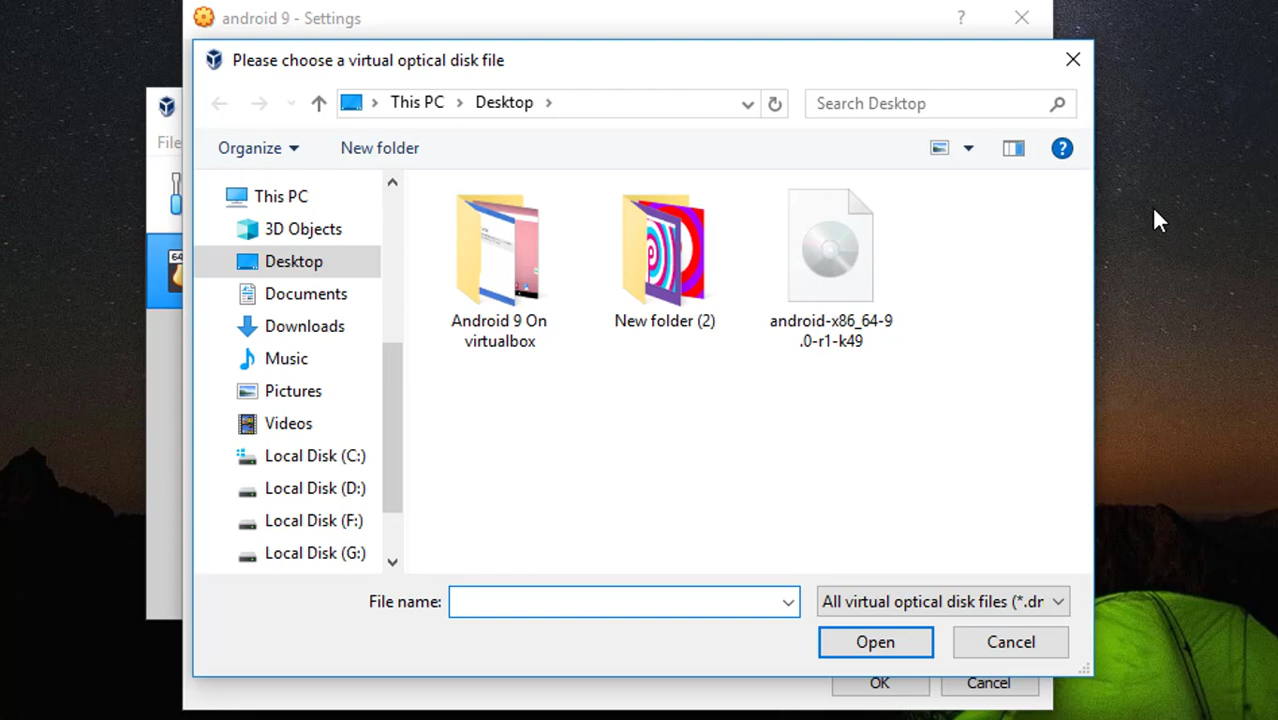 android 9 - Settings
?
Please choose a virtual optical disk file
This PC
Desktop
Search Desktop
File
Organize
New folder
?
This PC
3D Objects
Desktop
Documents
Downloads
Music
Pictures
Videos
Local Disk (C:)
Local Disk (D:)
Local Disk (F:)
Local Disk (G:)
Android 9 On
virtualbox
New folder (2)
android-x86_64-9
.0-r1-k49
64
File name:
All virtual optical disk files (*.dr
Open
Cancel
OK
Cancel